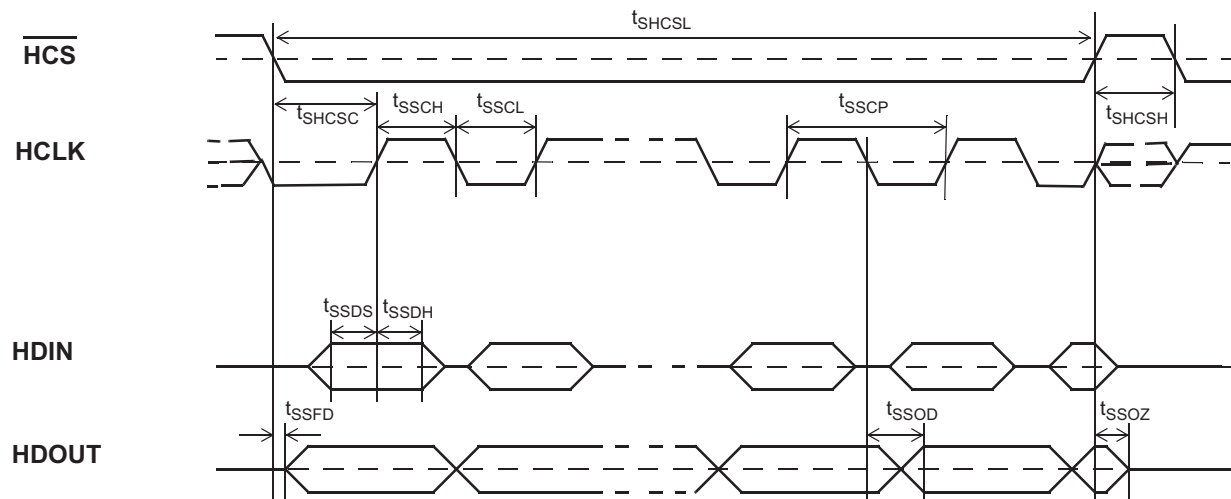 tSHCSL
HCS
tSHCSC
tSSCH
tSSCL
tSSCP
tSHCSH
HCLK
tSSDS
tSSDH
HDIN
tSSFD
tSSOD
tSSOZ
HDOUT